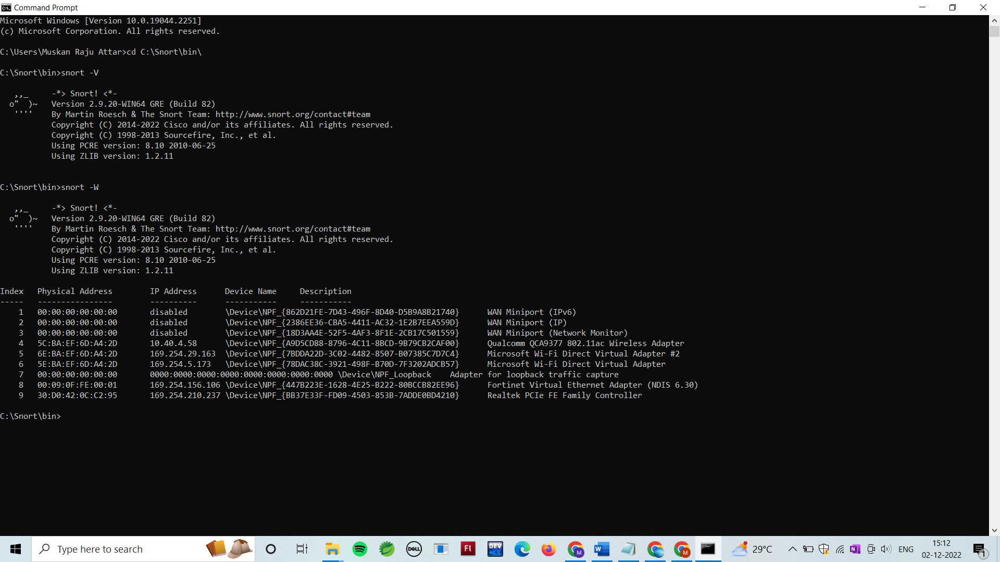 Command Prompt
Microsoft Windows [Version 10.0.19044.2251]
(c) Microsoft Corporation. All rights reserved.
C:\Users\Muskan Raju Attar>cd C:\Snort\bin\
C:\Snort\bin>snort -V
   ,,_     -*> Snort! <*-
  o"  )~   Version 2.9.20-WIN64 GRE (Build 82)
   ''''    By Martin Roesch & The Snort Team: http://www.snort.org/contact#team
           Copyright (C) 2014-2022 Cisco and/or its affiliates. All rights reserved.
           Copyright (C) 1998-2013 Sourcefire, Inc., et al.
           Using PCRE version: 8.10 2010-06-25
           Using ZLIB version: 1.2.11
C:\Snort\bin>snort -W
   ,,_     -*> Snort! <*-
  o"  )~   Version 2.9.20-WIN64 GRE (Build 82)
   ''''    By Martin Roesch & The Snort Team: http://www.snort.org/contact#team
           Copyright (C) 2014-2022 Cisco and/or its affiliates. All rights reserved.
           Copyright (C) 1998-2013 Sourcefire, Inc., et al.
           Using PCRE version: 8.10 2010-06-25
           Using ZLIB version: 1.2.11
Index   Physical Address        IP Address      Device Name     Description
-----   ----------------        ----------      -----------     -----------
    1   00:00:00:00:00:00       disabled        \Device\NPF_{862D21FE-7D43-496F-8D40-D5B9A8B21740}      WAN Miniport (IPv6)
    2   00:00:00:00:00:00       disabled        \Device\NPF_{2386EE36-CBA5-4411-AC32-1E2B7EEA559D}      WAN Miniport (IP)
    3   00:00:00:00:00:00       disabled        \Device\NPF_{18D3AA4E-52F5-4AF3-8F1E-2CB17C501559}      WAN Miniport (Network Monitor)
    4   5C:BA:EF:6D:A4:2D       10.40.4.58      \Device\NPF_{A9D5CD88-8796-4C11-8BCD-9B79CB2CAF00}      Qualcomm QCA9377 802.11ac Wireless Adapter
    5   6E:BA:EF:6D:A4:2D       169.254.29.163  \Device\NPF_{7BDDA22D-3C02-4482-8507-B07385C7D7C4}      Microsoft Wi-Fi Direct Virtual Adapter #2
    6   5E:BA:EF:6D:A4:2D       169.254.5.173   \Device\NPF_{78DAC38C-3921-498F-B70D-7F3202ADCB57}      Microsoft Wi-Fi Direct Virtual Adapter
    7   00:00:00:00:00:00       0000:0000:0000:0000:0000:0000:0000:0000 \Device\NPF_Loopback    Adapter for loopback traffic capture
    8   00:09:0F:FE:00:01       169.254.156.106 \Device\NPF_{447B223E-1628-4E25-B222-80BCCB82EE96}      Fortinet Virtual Ethernet Adapter (NDIS 6.30)
    9   30:D0:42:0C:C2:95       169.254.210.237 \Device\NPF_{BB37E33F-FD09-4503-853B-7ADDE0BD4210}      Realtek PCIe FE Family Controller
C:\Snort\bin>
Type here to search
DELL
Fl
DEV C++
M
W
M
29°C
N
ENG
15:12
02-12-2022
1